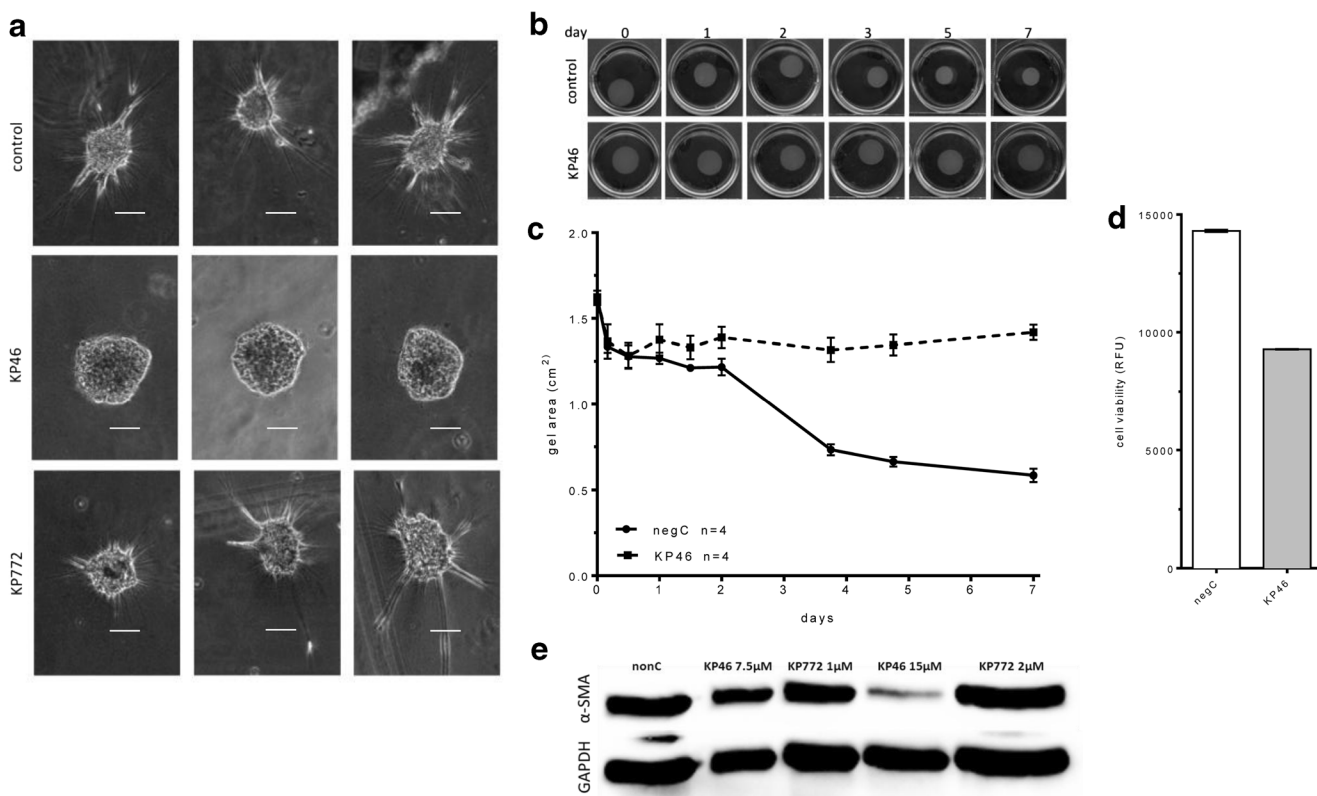 a
control
KP46
KP772
b
day 0 1 2 3 5 7
control
KP46
c
2.0
1.5
1.0
0.5
0.0
gel area (cm²)
0 1 2 3 4 5 6 7
days
negC n=4
KP46 n=4
d
15000
10000
5000
0
cell viability (RFU)
negC
KP46
e
nonC KP46 7.5μM KP772 1μM KP46 15μM KP772 2μM
α-SMA
GAPDH